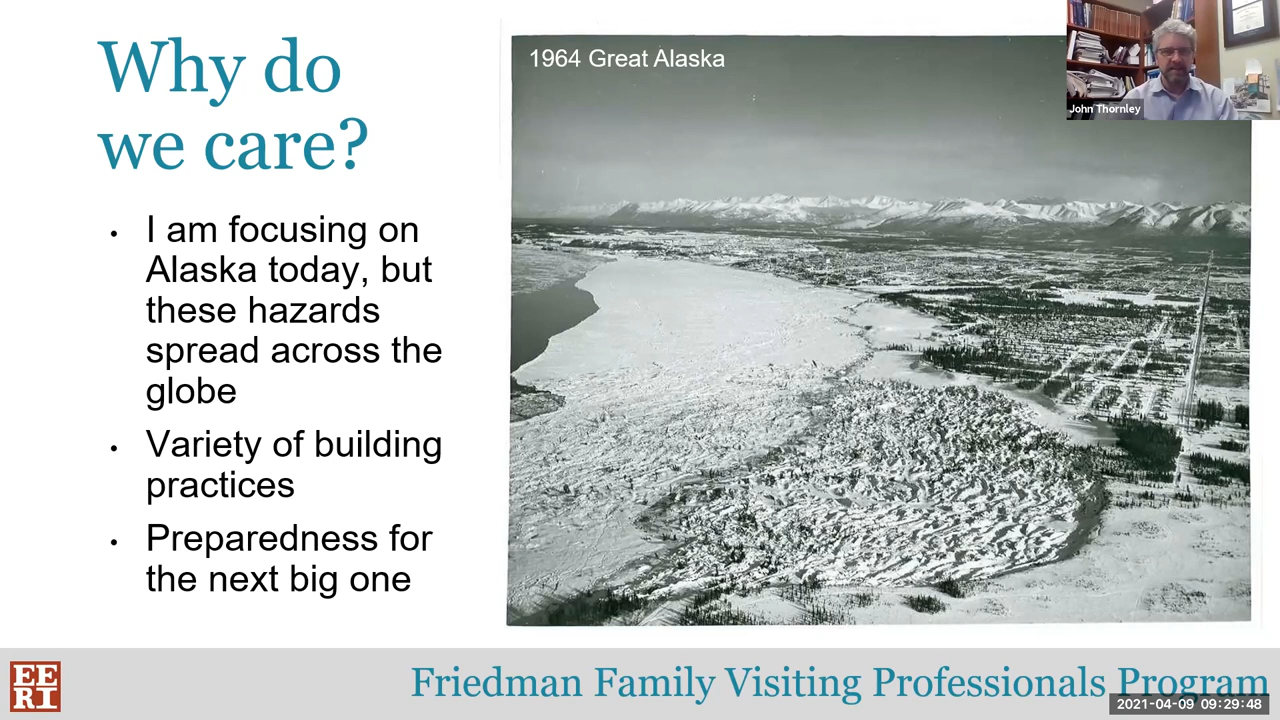 Why do
we care?
I am focusing on
Alaska today, but
these hazards
spread across the
globe
Variety of building
practices
Preparedness for
the next big one
1964 Great Alaska
John Thornley
EE
RI
Friedman Family Visiting Professionals Program
2021-04-09 09:29:48